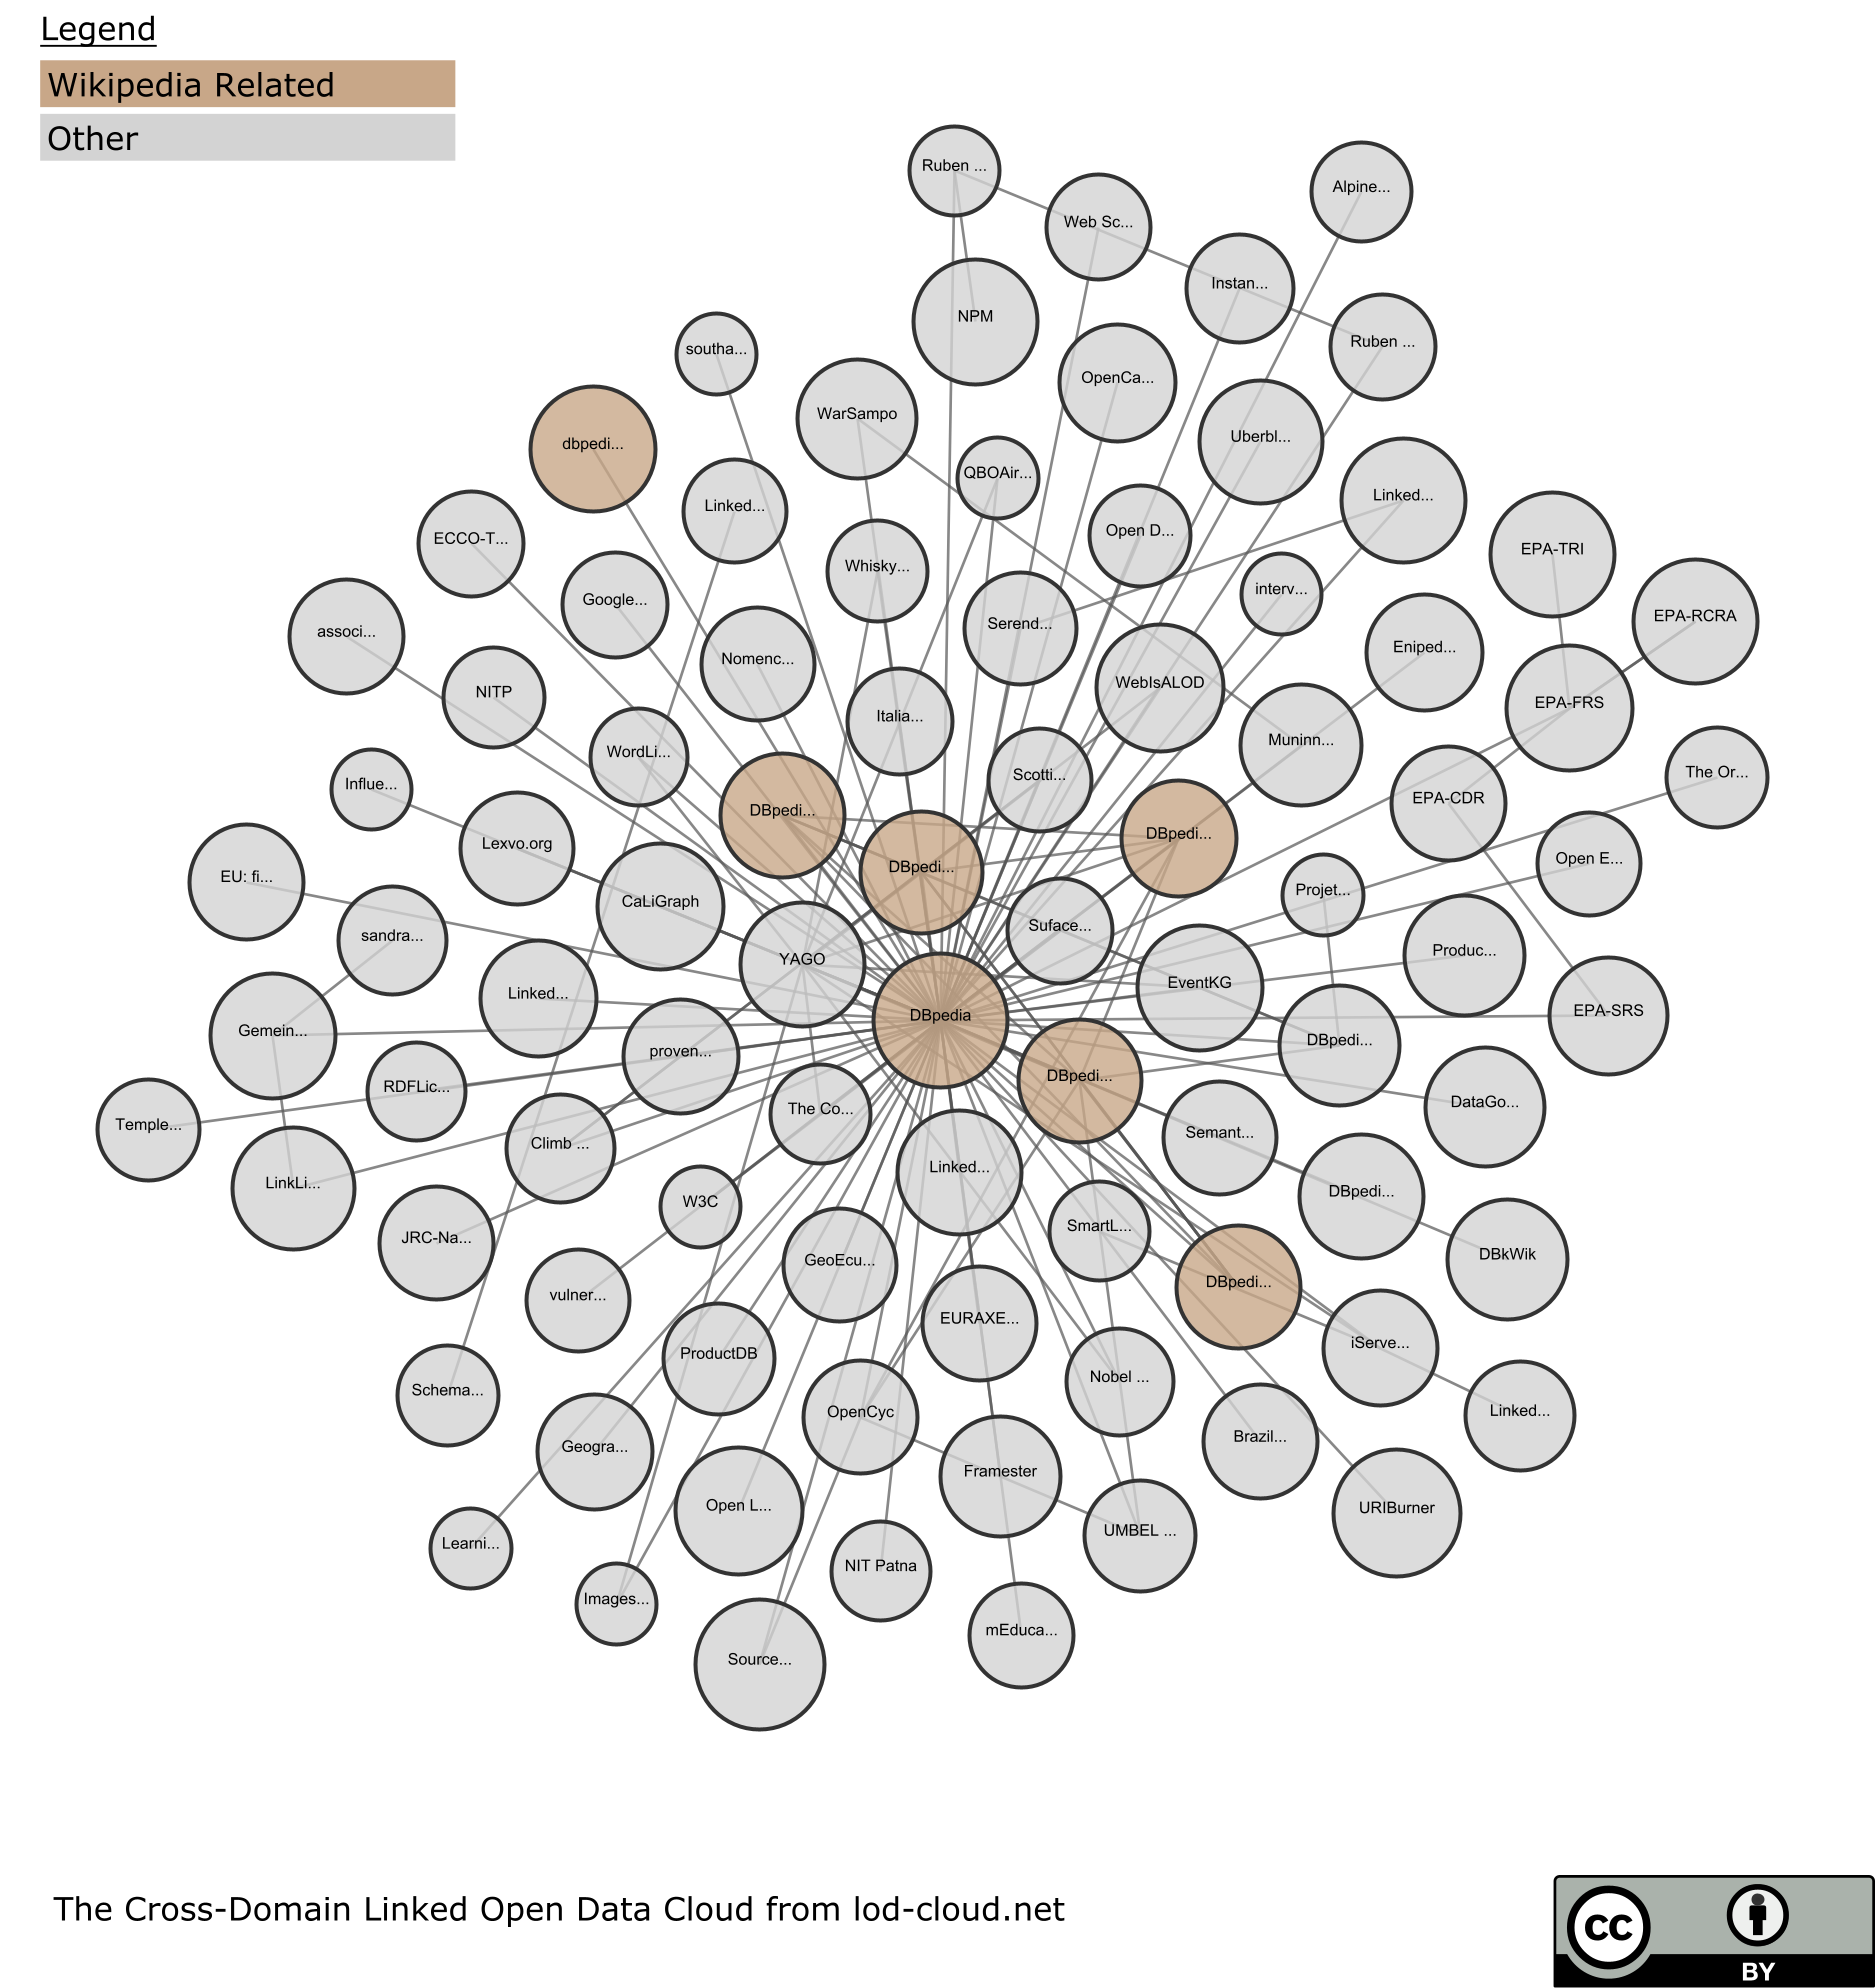 Legend
Wikipedia Related
Other
Ruben ...
Alpine...
Web Sc...
Instan...
NPM
Ruben ...
southa...
OpenCa...
WarSampo
Uberbl...
dbpedi...
QBOAir...
Linked...
Linked...
Open D...
ECCO-T...
EPA-TRI
Whisky...
interv...
Google...
EPA-RCRA
Serend...
associ...
Eniped...
Nomenc...
WebIsALOD
NITP
EPA-FRS
Italia...
Muninn...
WordLi...
Scotti...
The Or...
Influe...
EPA-CDR
DBpedi...
DBpedi...
Lexvo.org
Open E...
DBpedi...
EU: fi...
Projet...
CaLiGraph
Suface...
sandra...
Produc...
YAGO
EventKG
Linked...
EPA-SRS
DBpedia
Gemein...
DBpedi...
proven...
DBpedi...
RDFLic...
DataGo...
The Co...
Temple...
Semant...
Climb ...
Linked...
LinkLi...
DBpedi...
W3C
SmartL...
JRC-Na...
DBkWik
GeoEcu...
DBpedi...
vulner...
EURAXE...
iServe...
ProductDB
Nobel ...
Schema...
OpenCyc
Linked...
Brazil...
Geogra...
Framester
Open L...
URIBurner
UMBEL ...
Learni...
NIT Patna
Images...
mEduca...
Source...
The Cross-Domain Linked Open Data Cloud from lod-cloud.net
cc
BY